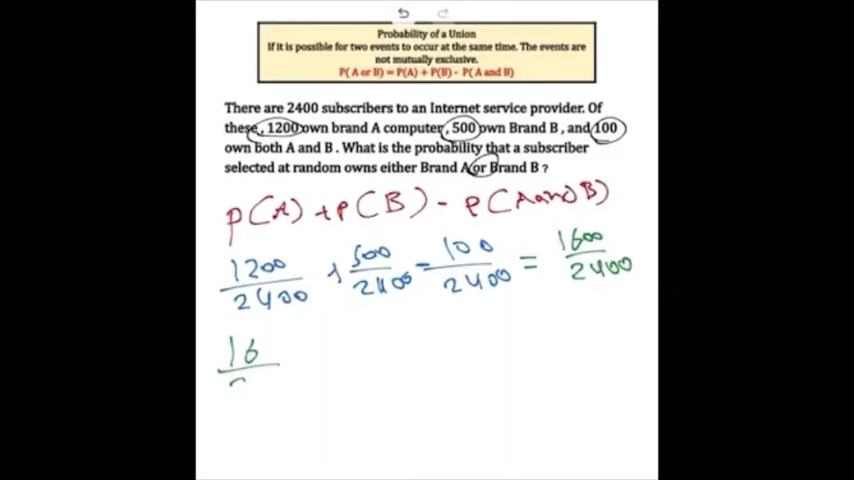 Probability of a Union
If it is possible for two events to occur at the same time. The events are
not mutually exclusive.
P( A or B) = P(A) + P(B) - P( A and B)
There are 2400 subscribers to an Internet service provider. Of
these , 1200 own brand A computer , 500 own Brand B , and 100
own both A and B . What is the probability that a subscriber
selected at random owns either Brand A or Brand B ?
P(A) + P(B) - P(A and B)
1200/2400 + 500/2400 - 100/2400 = 1600/2400
16